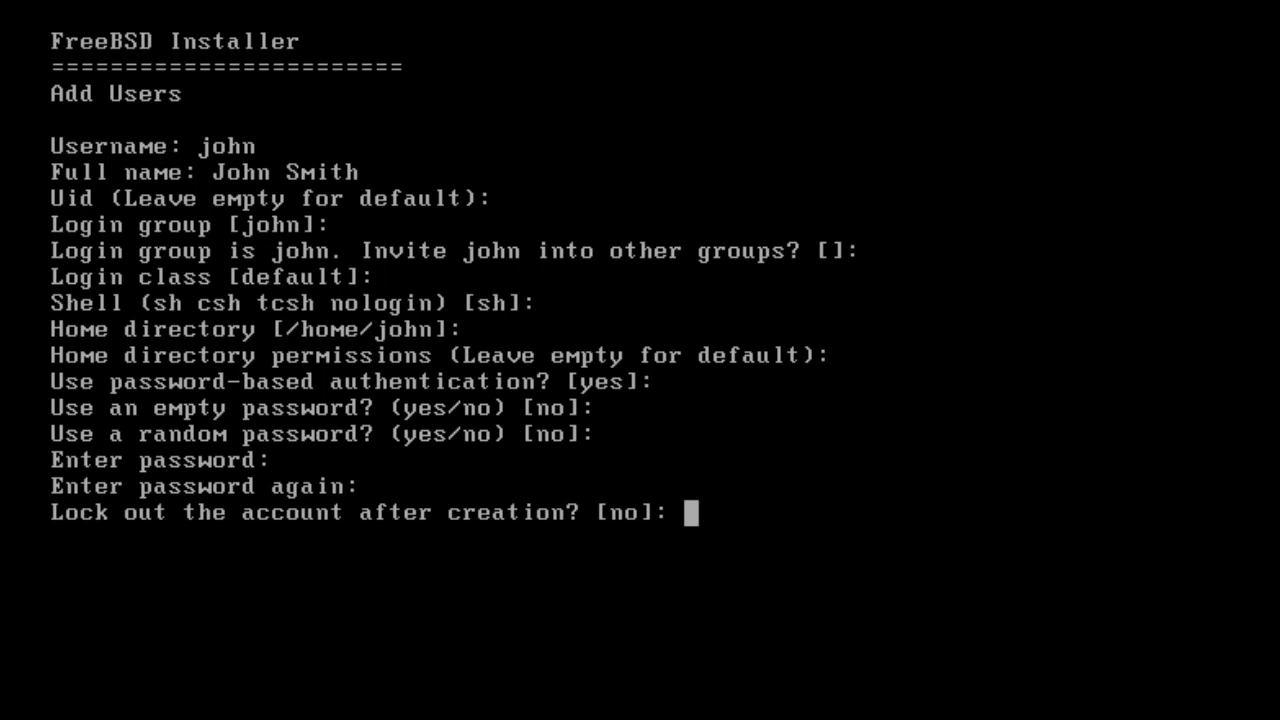 FreeBSD Installer
========================
Add Users
Username: john
Full name: John Smith
Uid (Leave empty for default):
Login group [john]:
Login group is john. Invite john into other groups? []:
Login class [default]:
Shell (sh csh tcsh nologin) [sh]:
Home directory [/home/john]:
Home directory permissions (Leave empty for default):
Use password-based authentication? [yes]:
Use an empty password? (yes/no) [no]:
Use a random password? (yes/no) [no]:
Enter password:
Enter password again:
Lock out the account after creation? [no]: